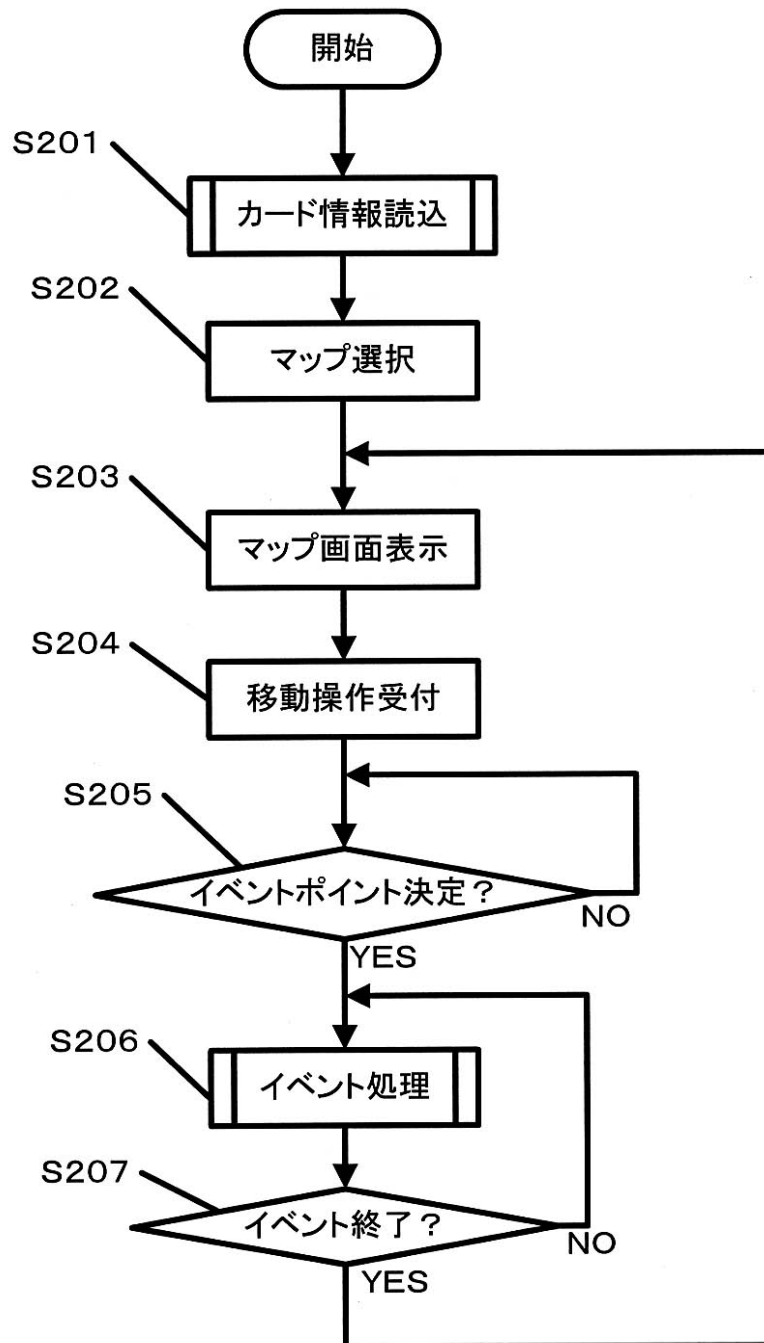 開始
S201
カード情報読込
S202
マップ選択
S203
マップ画面表示
S204
移動操作受付
S205
イベントポイント決定？
NO
YES
S206
イベント処理
S207
イベント終了？
NO
YES